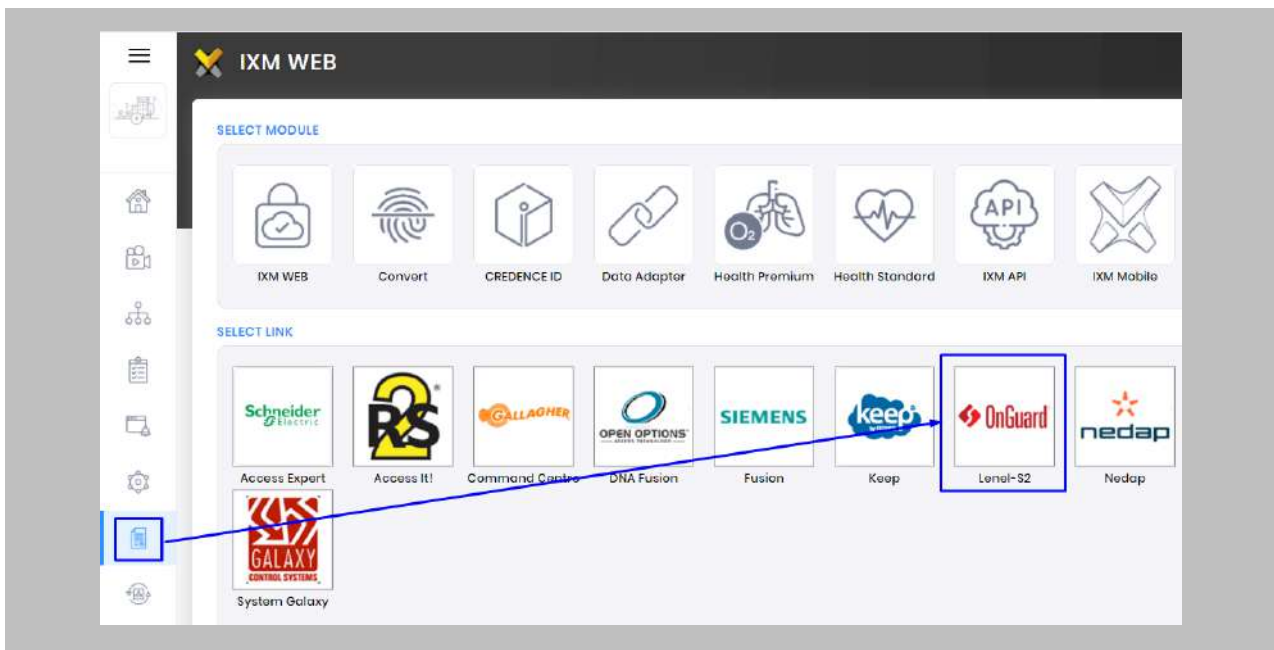 IXM WEB
SELECT MODULE
O2
API
IXM WEB Convert CREDENCE ID Data Adapter Health Premium Health Standard IXM API IXM Mobile
SELECT LINK
Schneider Electric
RS2
GALLAGHER
OPEN OPTIONS
SIEMENS
keep
OnGuard
nedap
Access Expert Access It! Command Centre DNA Fusion Fusion Keep Lenel-S2 Nedap
GALAXY
CONTROL SYSTEMS
System Galaxy